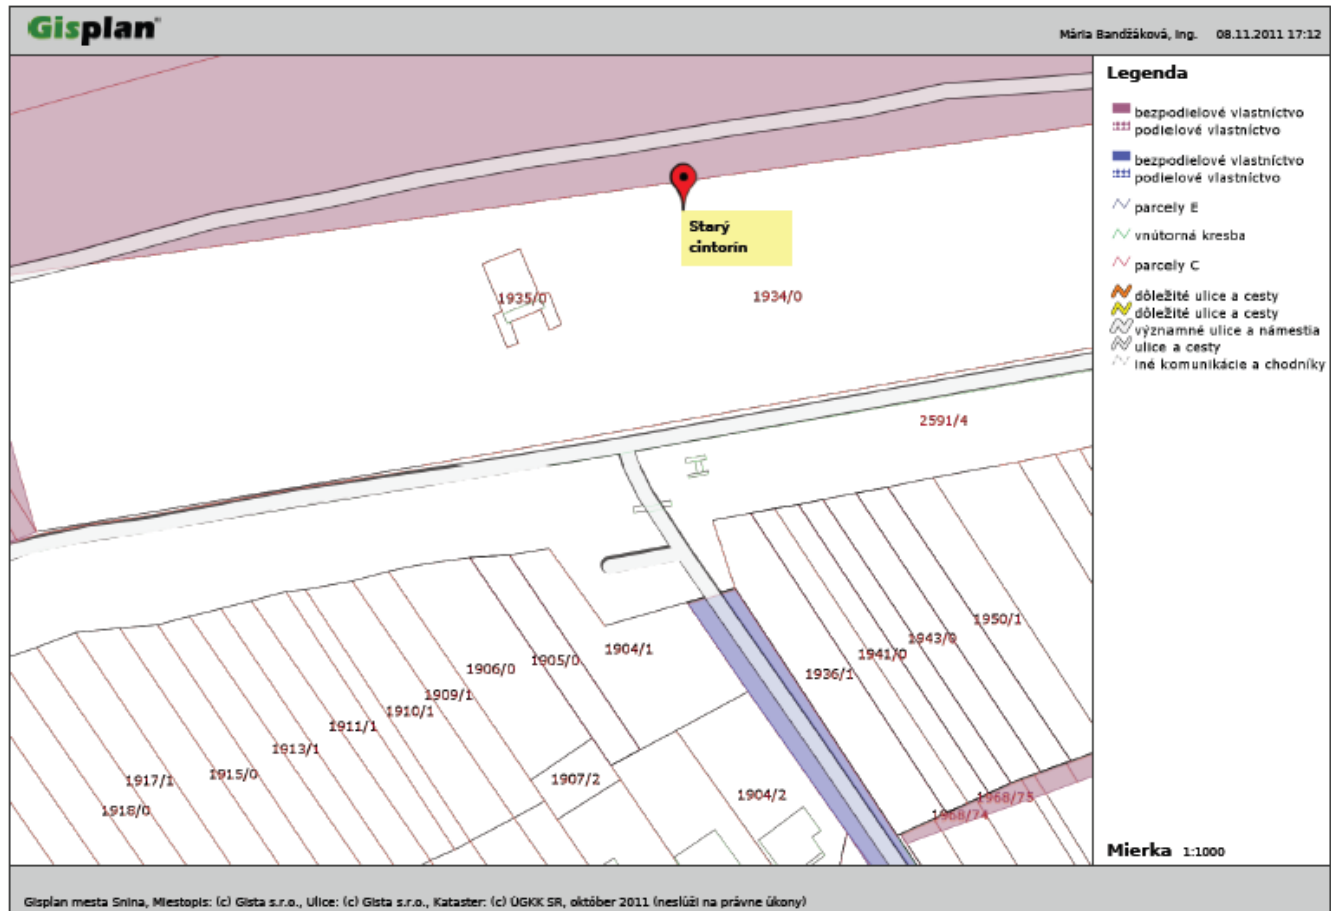 Gisplan
Mária Bandžáková, Ing. 08.11.2011 17:12
Legenda
bezpodielové vlastníctvo
podielové vlastníctvo
bezpodielové vlastníctvo
podielové vlastníctvo
parcely E
vnútorná kresba
parcely C
dôležité ulice a cesty
dôležité ulice a cesty
významné ulice a námestia
ulice a cesty
iné komunikácie a chodníky
Starý
cintorín
1935/0
1934/0
2591/4
1950/1
1943/0
1941/0
1936/1
1904/1
1905/0
1906/0
1909/1
1910/1
1911/1
1913/1
1915/0
1917/1
1918/0
1907/2
1904/2
1968/75
1968/74
Mierka 1:1000
Gisplan mesta Snina, Miestopis: (c) Gista s.r.o., Ulice: (c) Gista s.r.o., Kataster: (c) ÚGKK SR, október 2011 (neslúži na právne úkony)